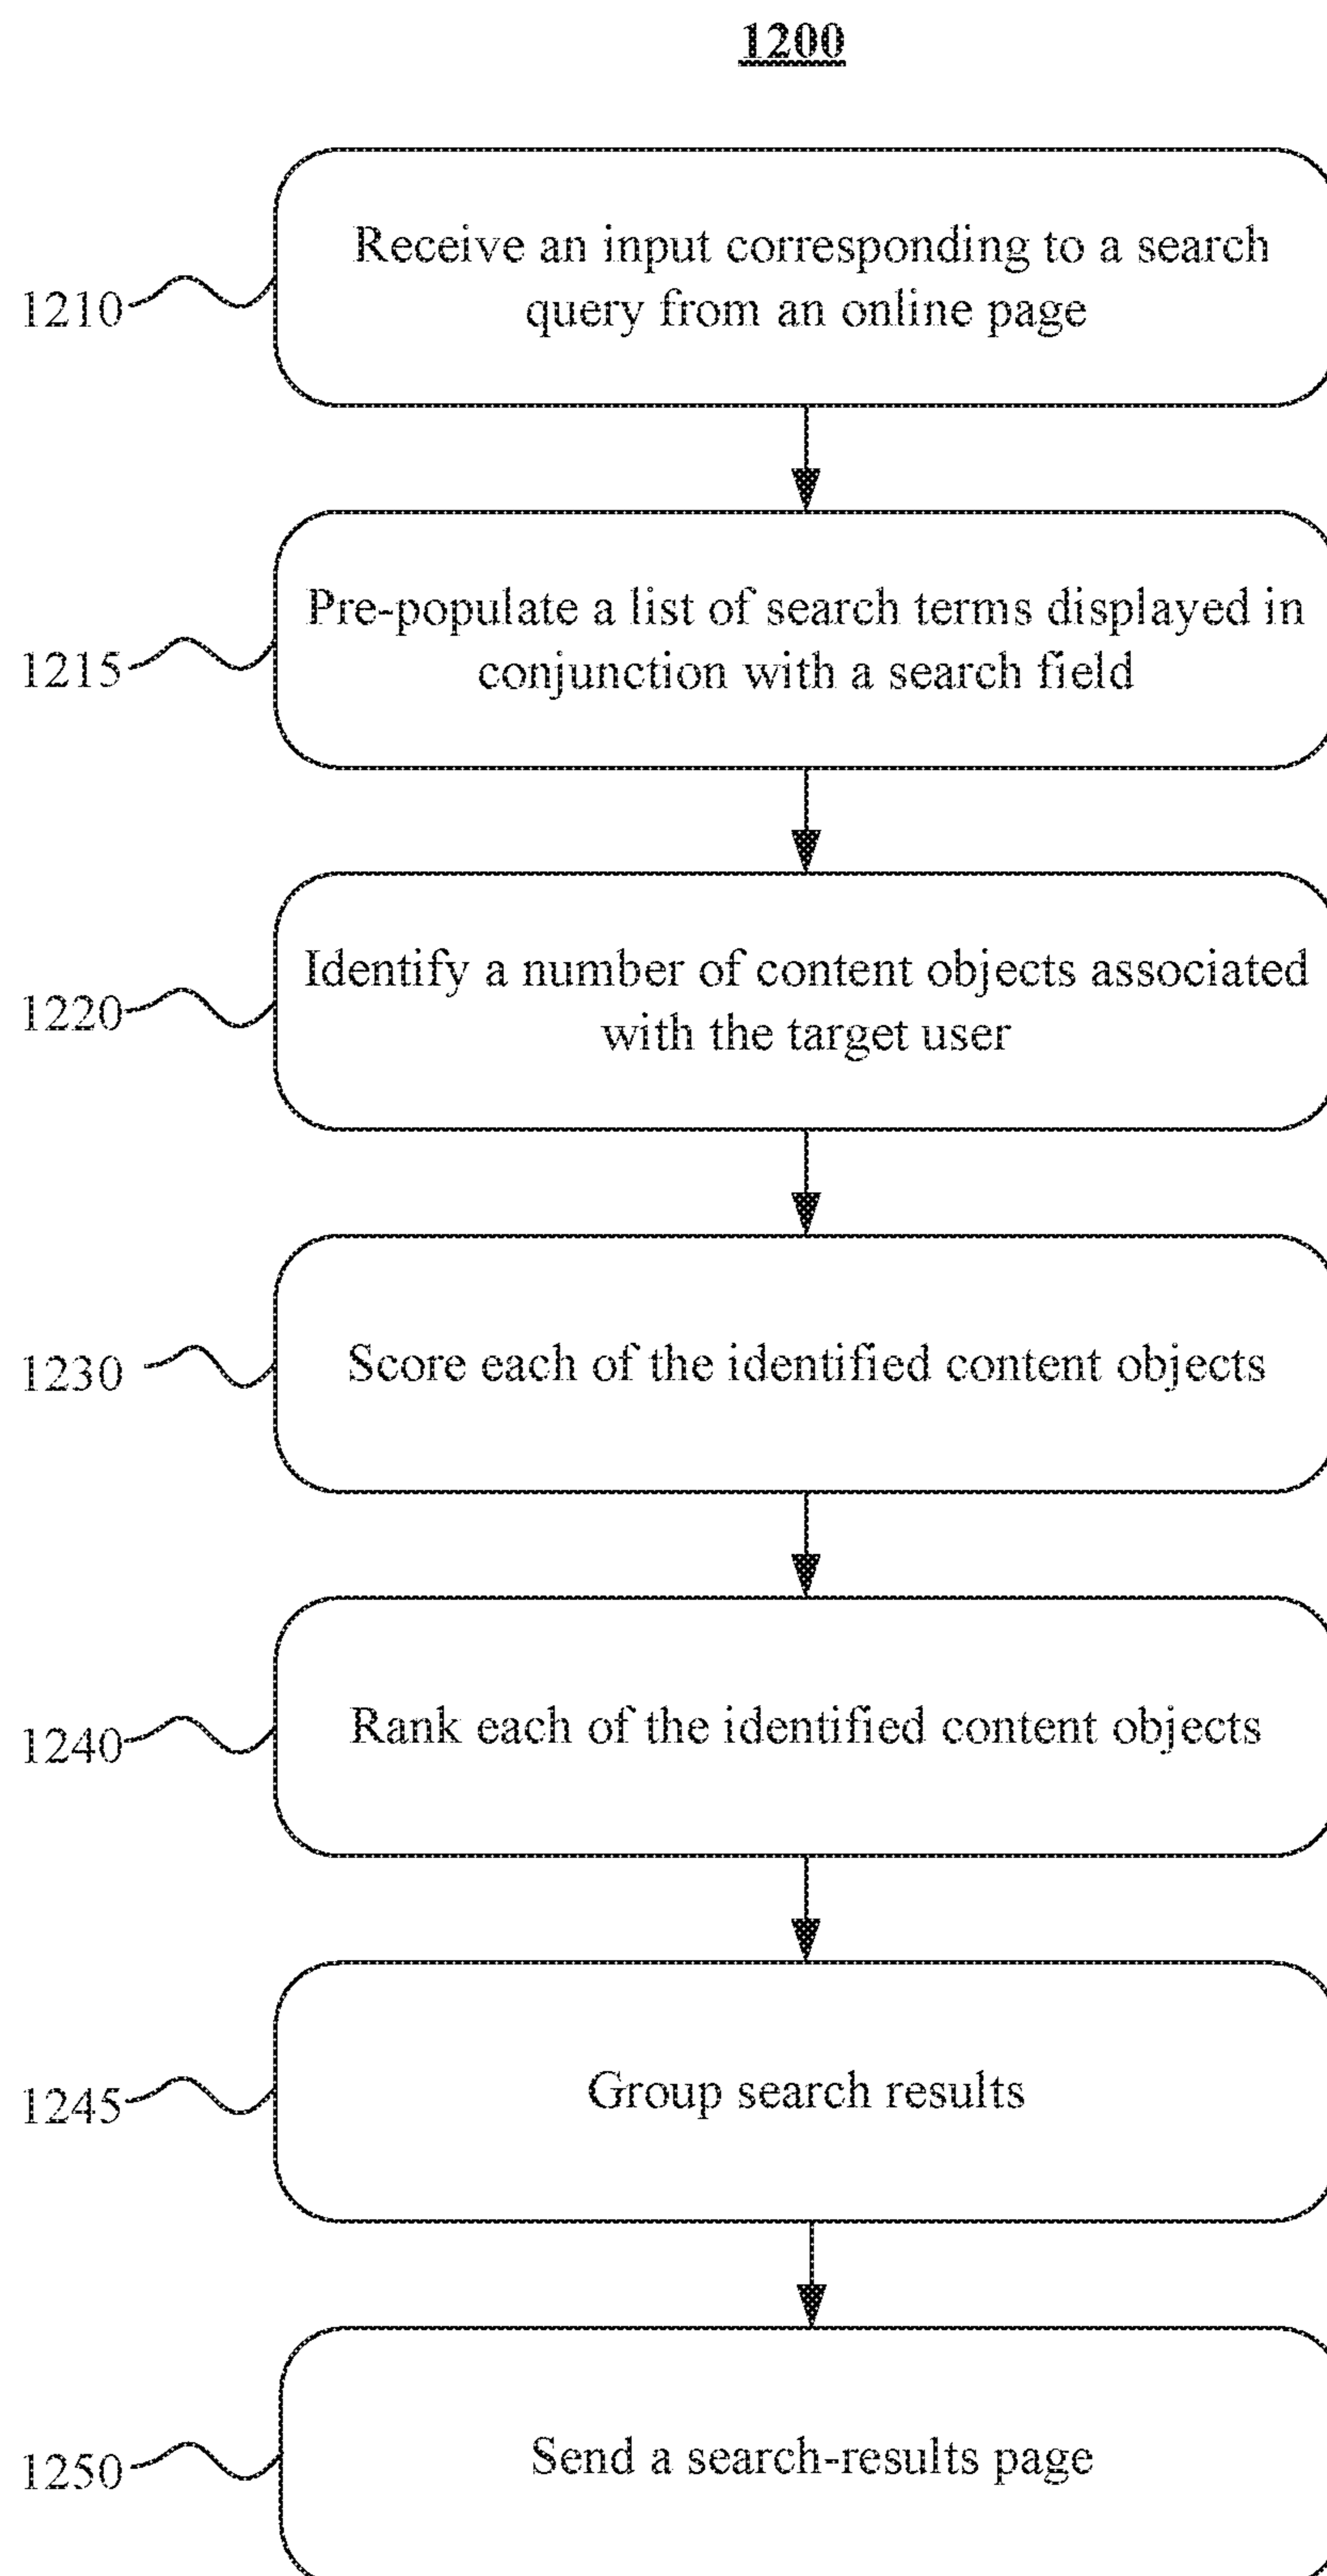 1200
1210
Receive an input corresponding to a search
query from an online page
1215
Pre-populate a list of search terms displayed in
conjunction with a search field
1220
Identify a number of content objects associated
with the target user
1230
Score each of the identified content objects
1240
Rank each of the identified content objects
1245
Group search results
1250
Send a search-results page